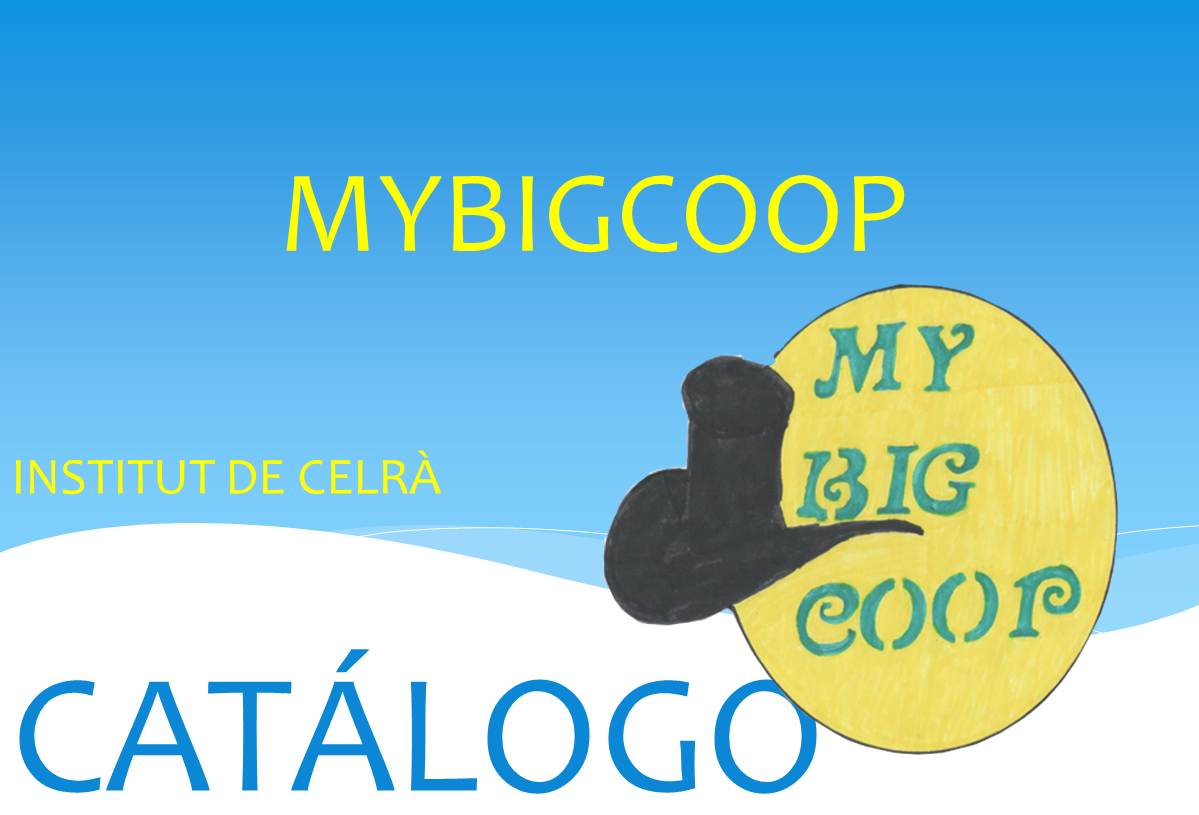 MYBIGCOOP
MY
BIG
COOP
INSTITUT DE CELRÀ
CATÁLOGO